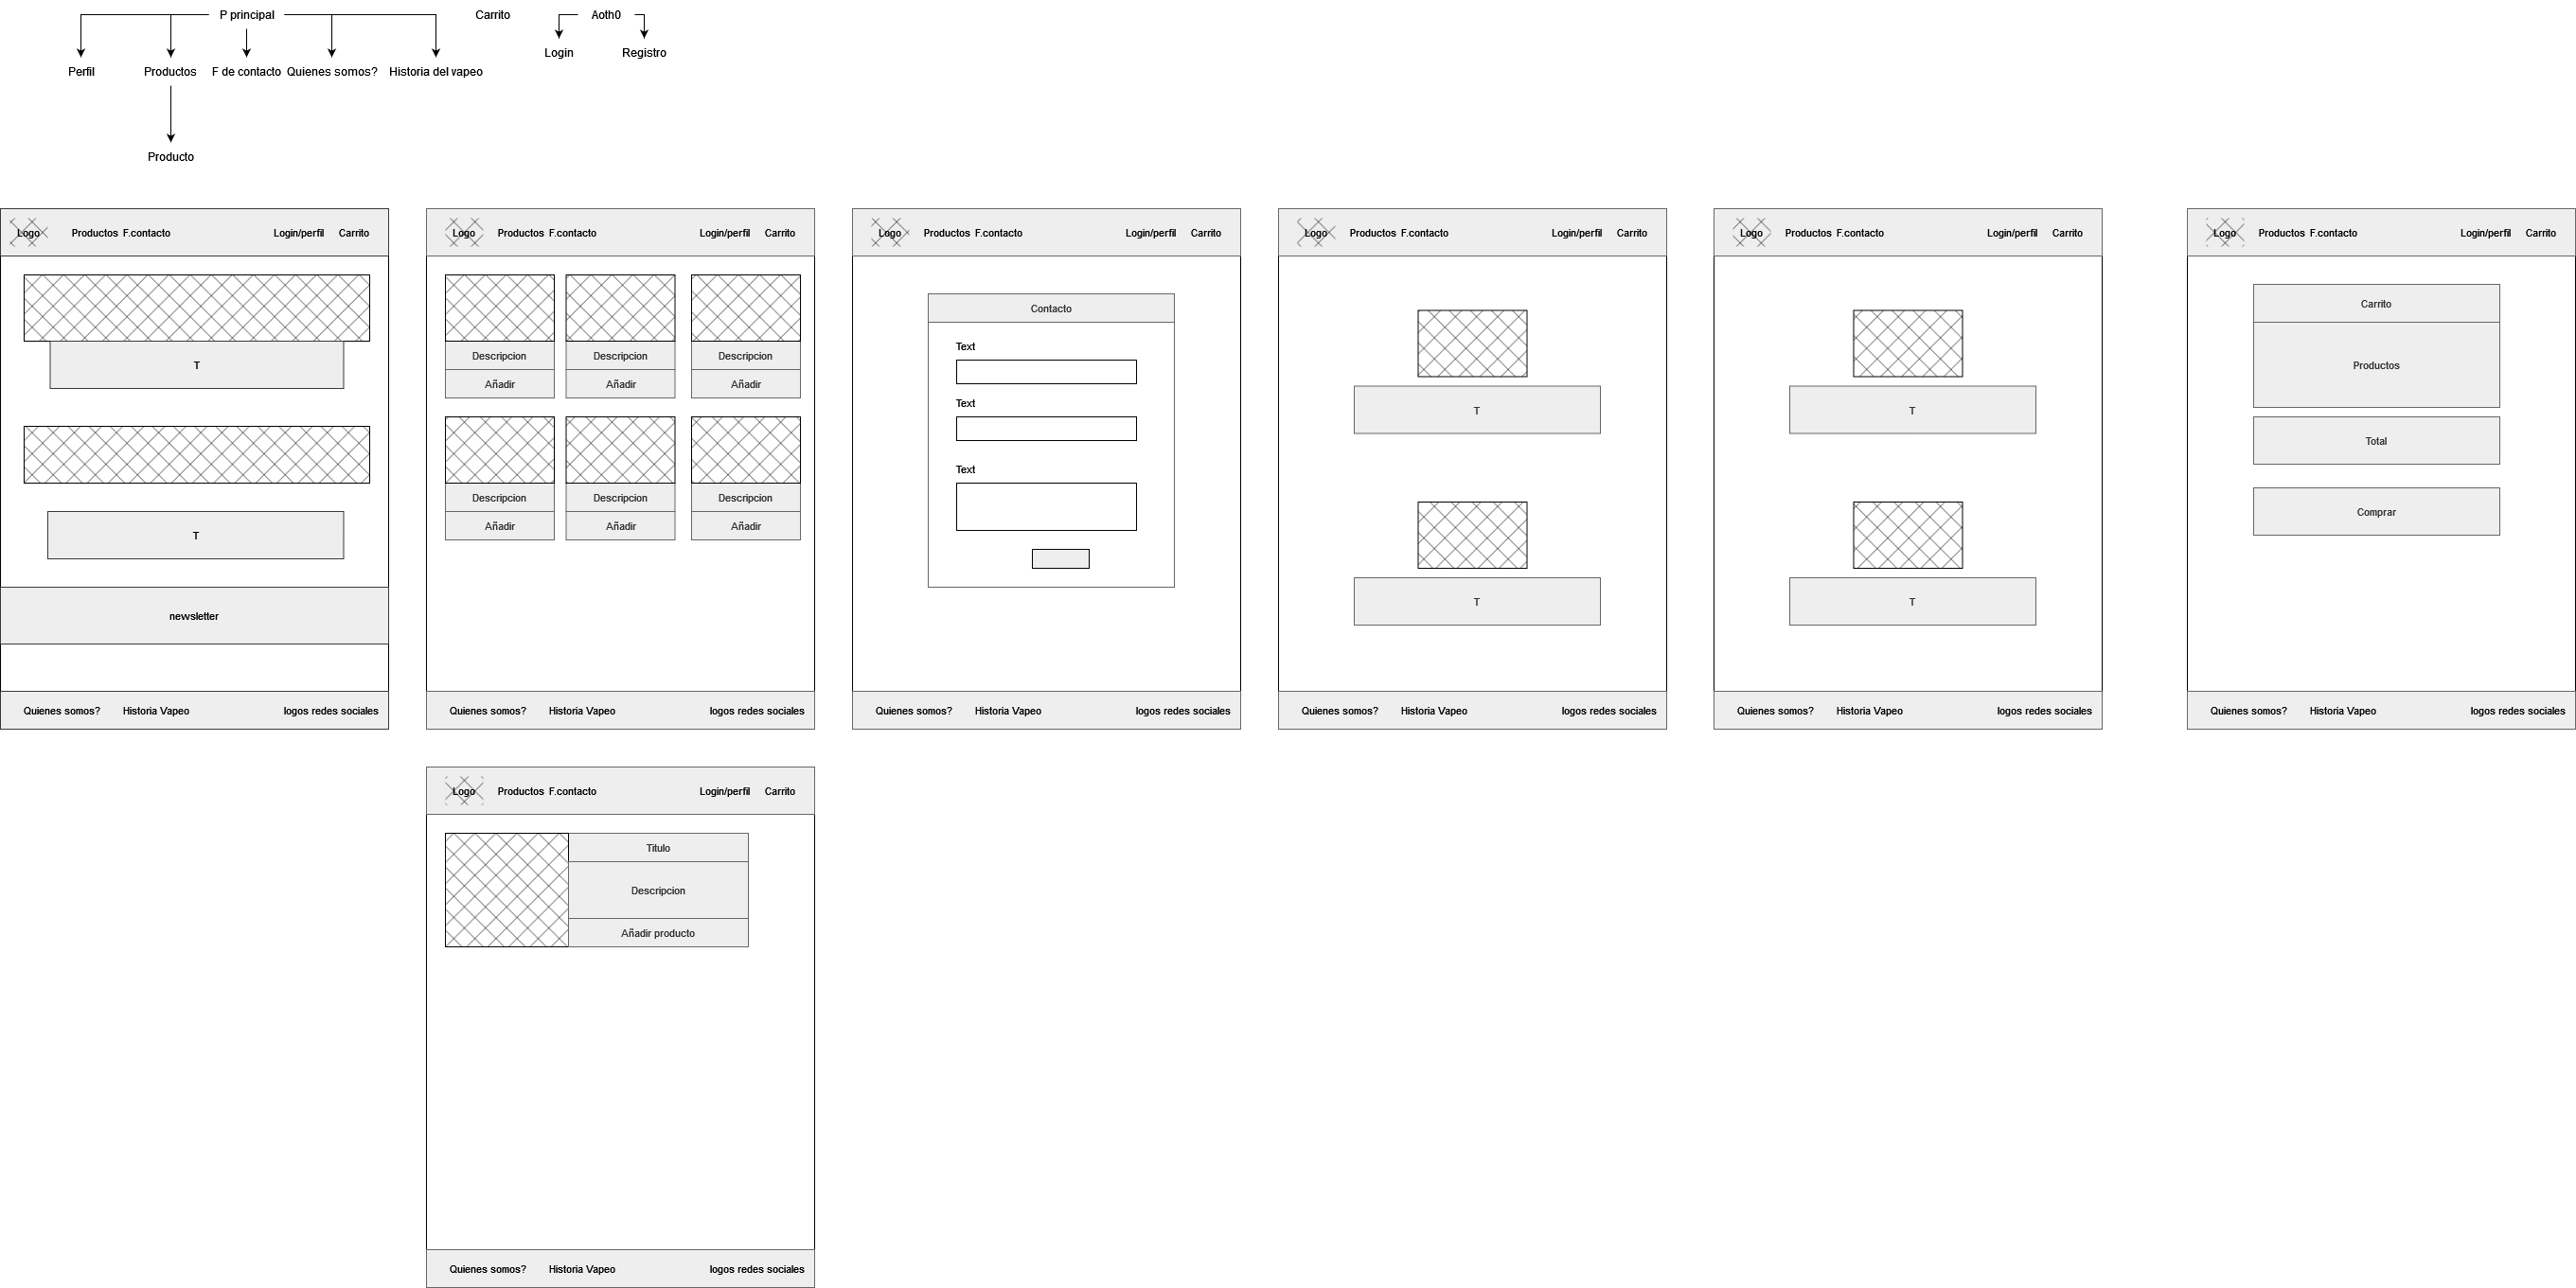 P principal
Carrito
Aoth0
Login
Registro
Perfil
Productos
F de contacto
Quienes somos?
Historia del vapeo
Producto
Logo
Productos F.contacto
Login/perfil
Carrito
T
T
newsletter
Quienes somos?
Historia Vapeo
logos redes sociales
Logo
Productos F.contacto
Login/perfil
Carrito
Descripcion
Descripcion
Descripcion
Añadir
Añadir
Añadir
Descripcion
Descripcion
Descripcion
Añadir
Añadir
Añadir
Quienes somos?
Historia Vapeo
logos redes sociales
Logo
Productos F.contacto
Login/perfil
Carrito
Contacto
Text
Text
Text
Quienes somos?
Historia Vapeo
logos redes sociales
Logo
Productos F.contacto
Login/perfil
Carrito
T
T
Quienes somos?
Historia Vapeo
logos redes sociales
Logo
Productos F.contacto
Login/perfil
Carrito
T
T
Quienes somos?
Historia Vapeo
logos redes sociales
Logo
Productos F.contacto
Login/perfil
Carrito
Carrito
Productos
Total
Comprar
Quienes somos?
Historia Vapeo
logos redes sociales
Logo
Productos F.contacto
Login/perfil
Carrito
Titulo
Descripcion
Añadir producto
Quienes somos?
Historia Vapeo
logos redes sociales